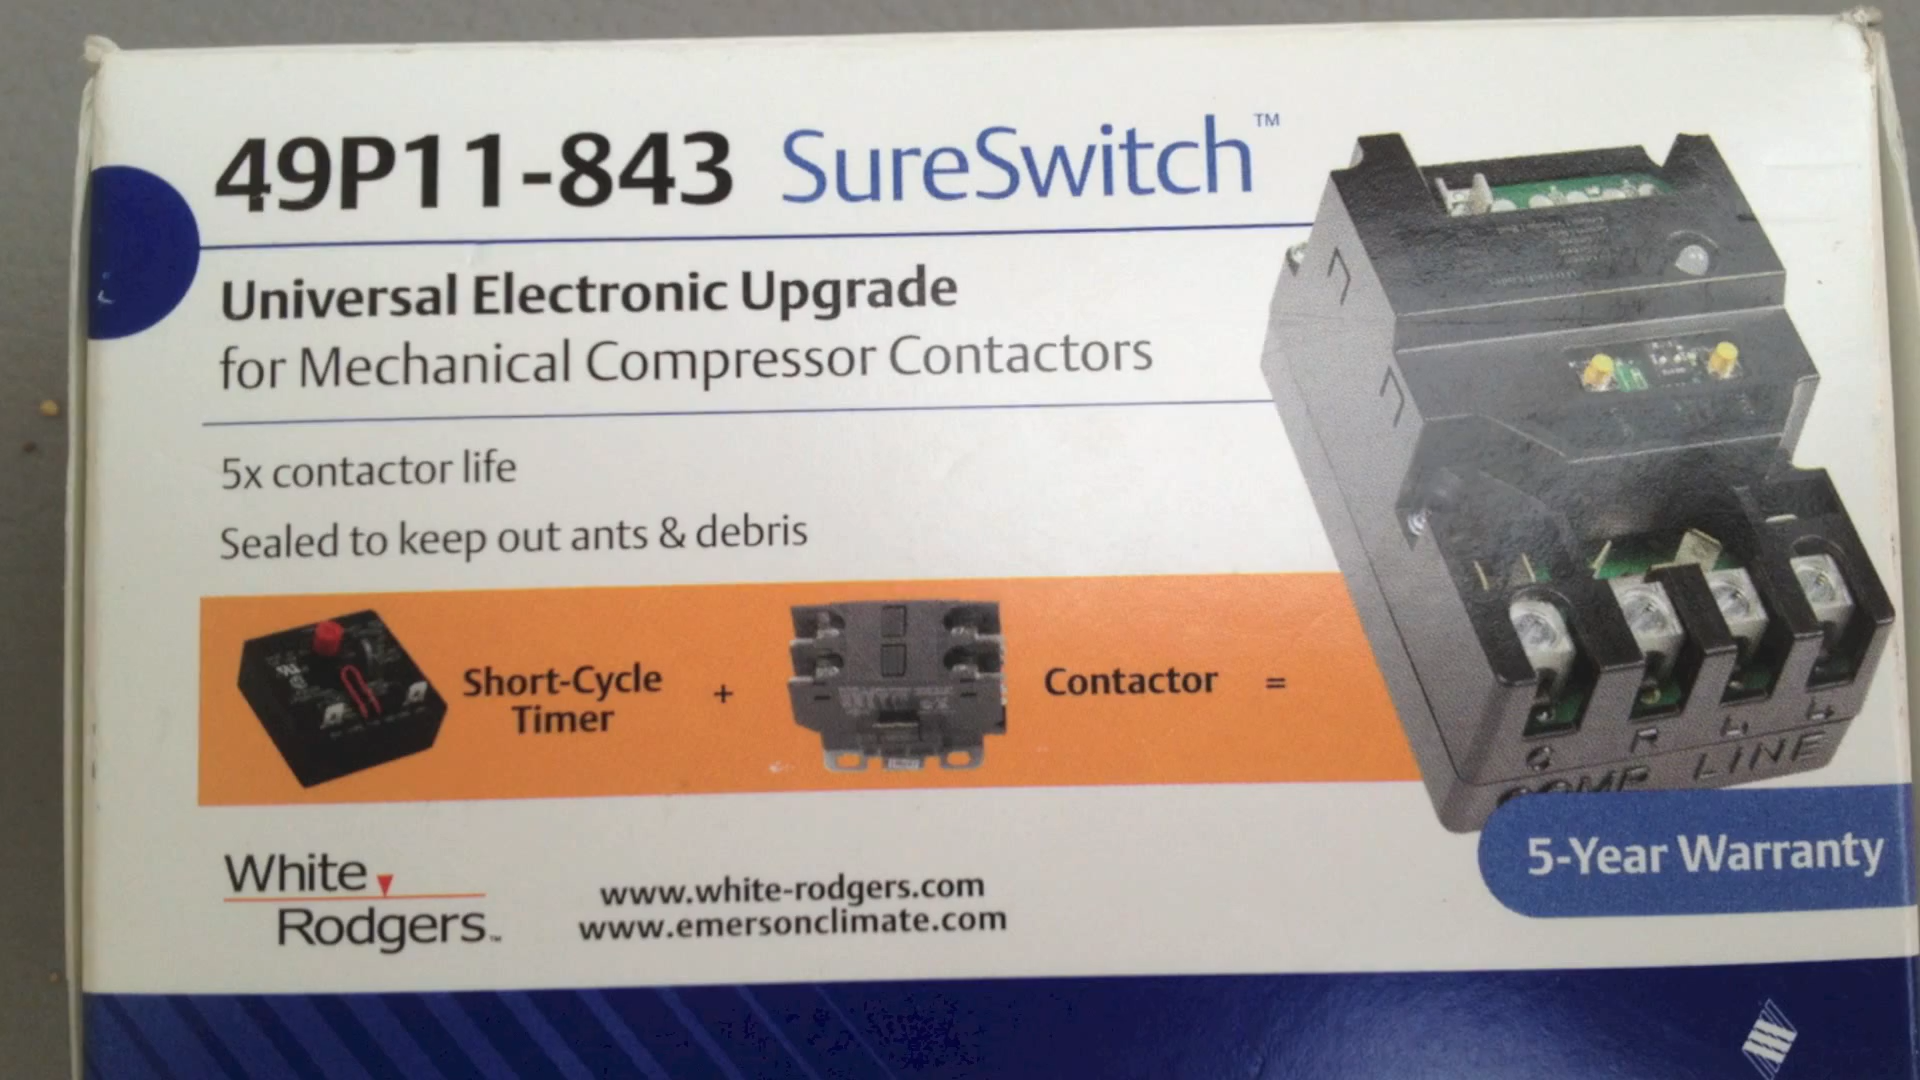 49P11-843 SureSwitch™
Universal Electronic Upgrade
for Mechanical Compressor Contactors
5x contactor life
Sealed to keep out ants & debris
Short-Cycle
Timer
+
Contactor
=
C R L L
COMP LINE
5-Year Warranty
White
Rodgers™
www.white-rodgers.com
www.emersonclimate.com